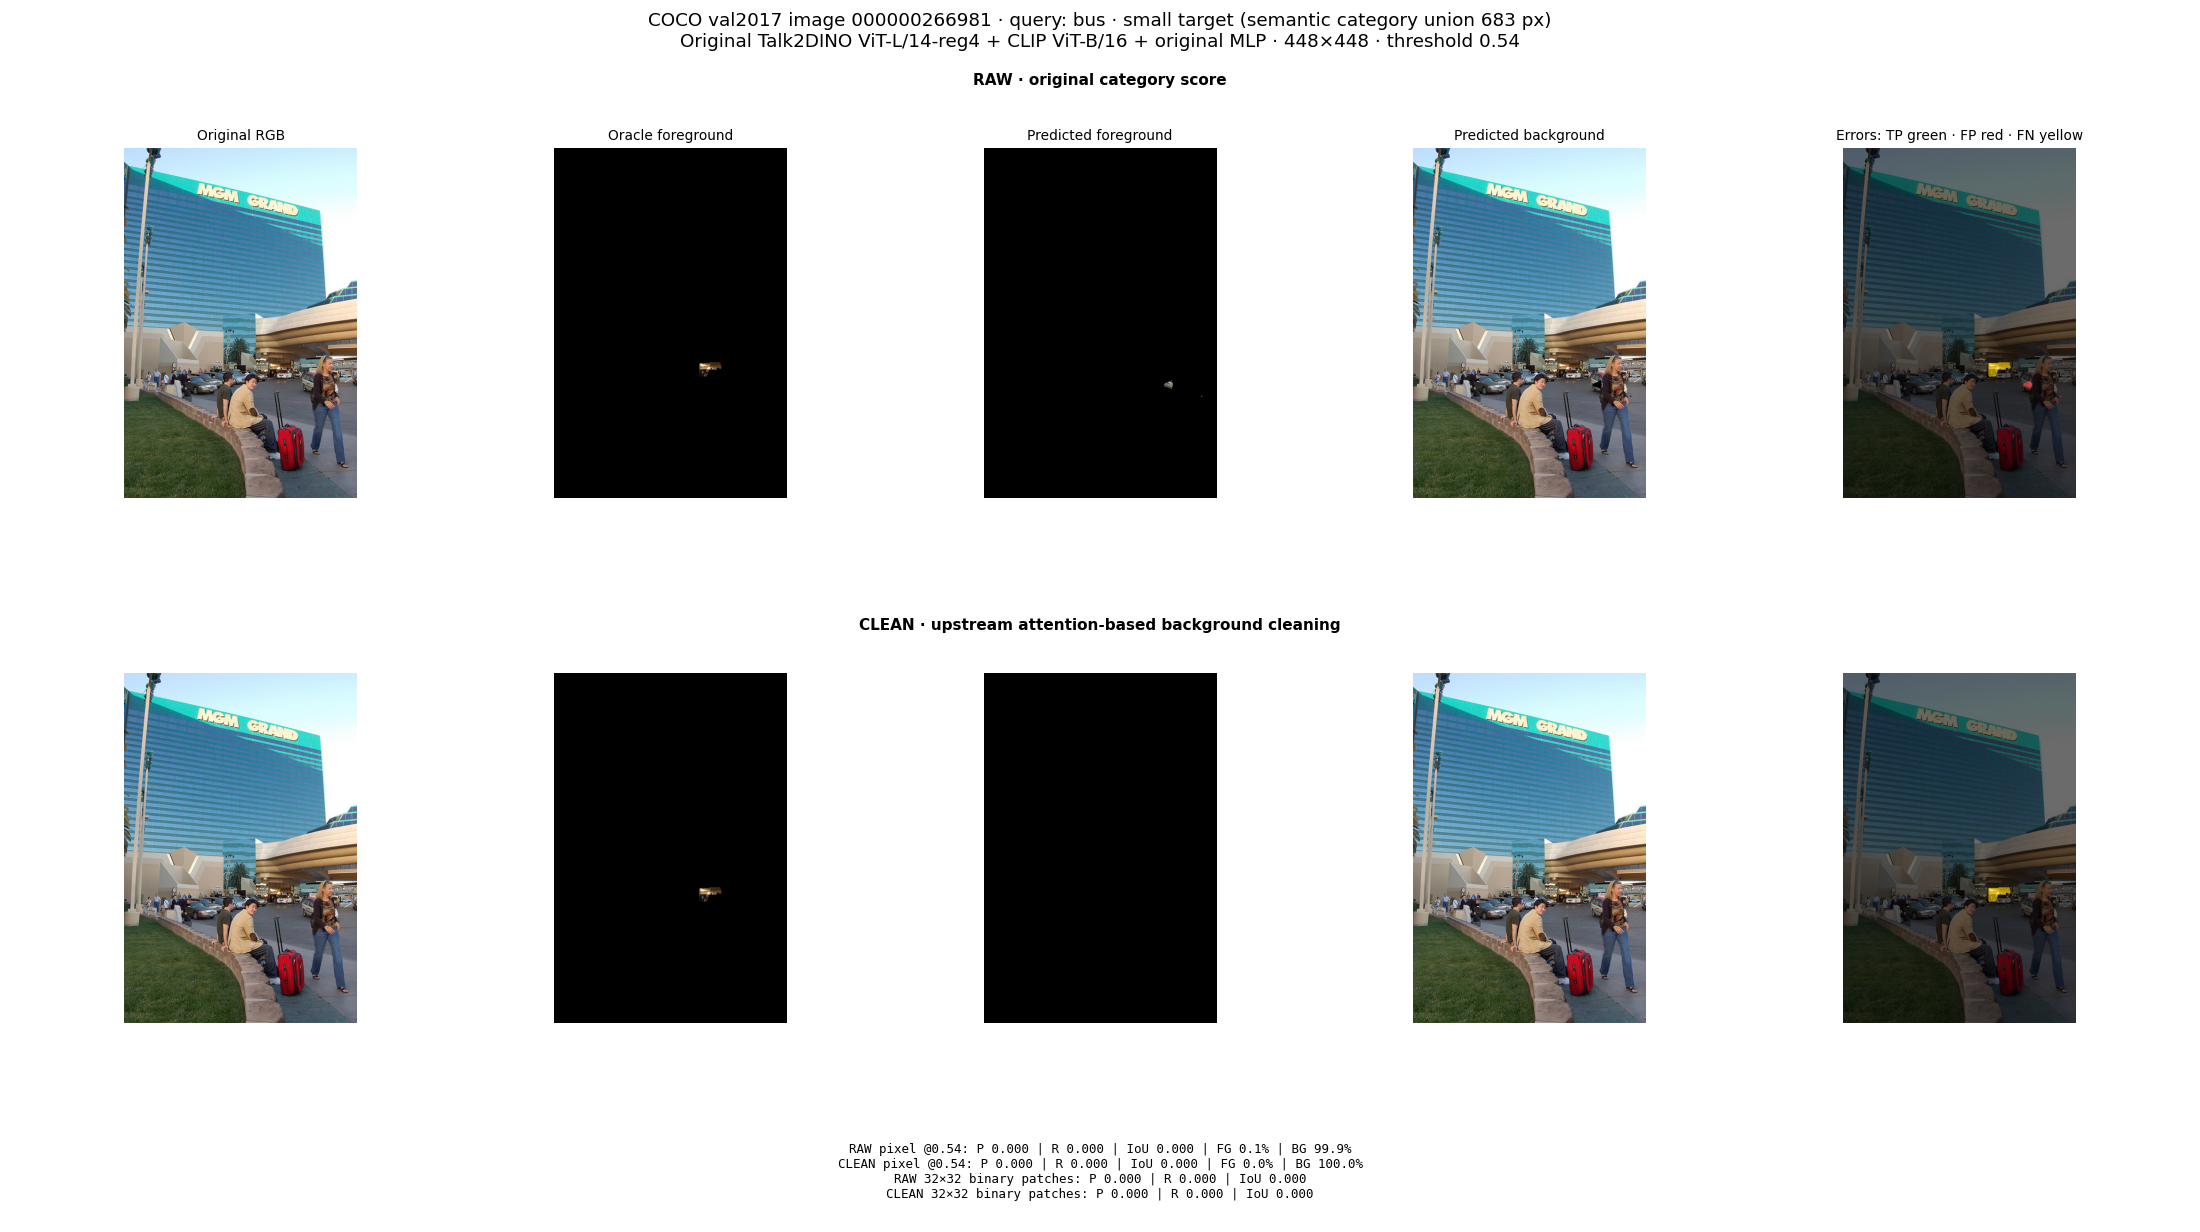 COCO val2017 image 000000266981 · query: bus · small target (semantic category union 683 px)
Original Talk2DINO ViT-L/14-reg4 + CLIP ViT-B/16 + original MLP · 448×448 · threshold 0.54
RAW · original category score
Original RGB
Oracle foreground
Predicted foreground
Predicted background
Errors: TP green · FP red · FN yellow
MGM GRAND
MGM GRAND
MGM GRAND
CLEAN · upstream attention-based background cleaning
MGM GRAND
MGM GRAND
MGM GRAND
RAW pixel @0.54: P 0.000 | R 0.000 | IoU 0.000 | FG 0.1% | BG 99.9%
CLEAN pixel @0.54: P 0.000 | R 0.000 | IoU 0.000 | FG 0.0% | BG 100.0%
RAW 32×32 binary patches: P 0.000 | R 0.000 | IoU 0.000
CLEAN 32×32 binary patches: P 0.000 | R 0.000 | IoU 0.000